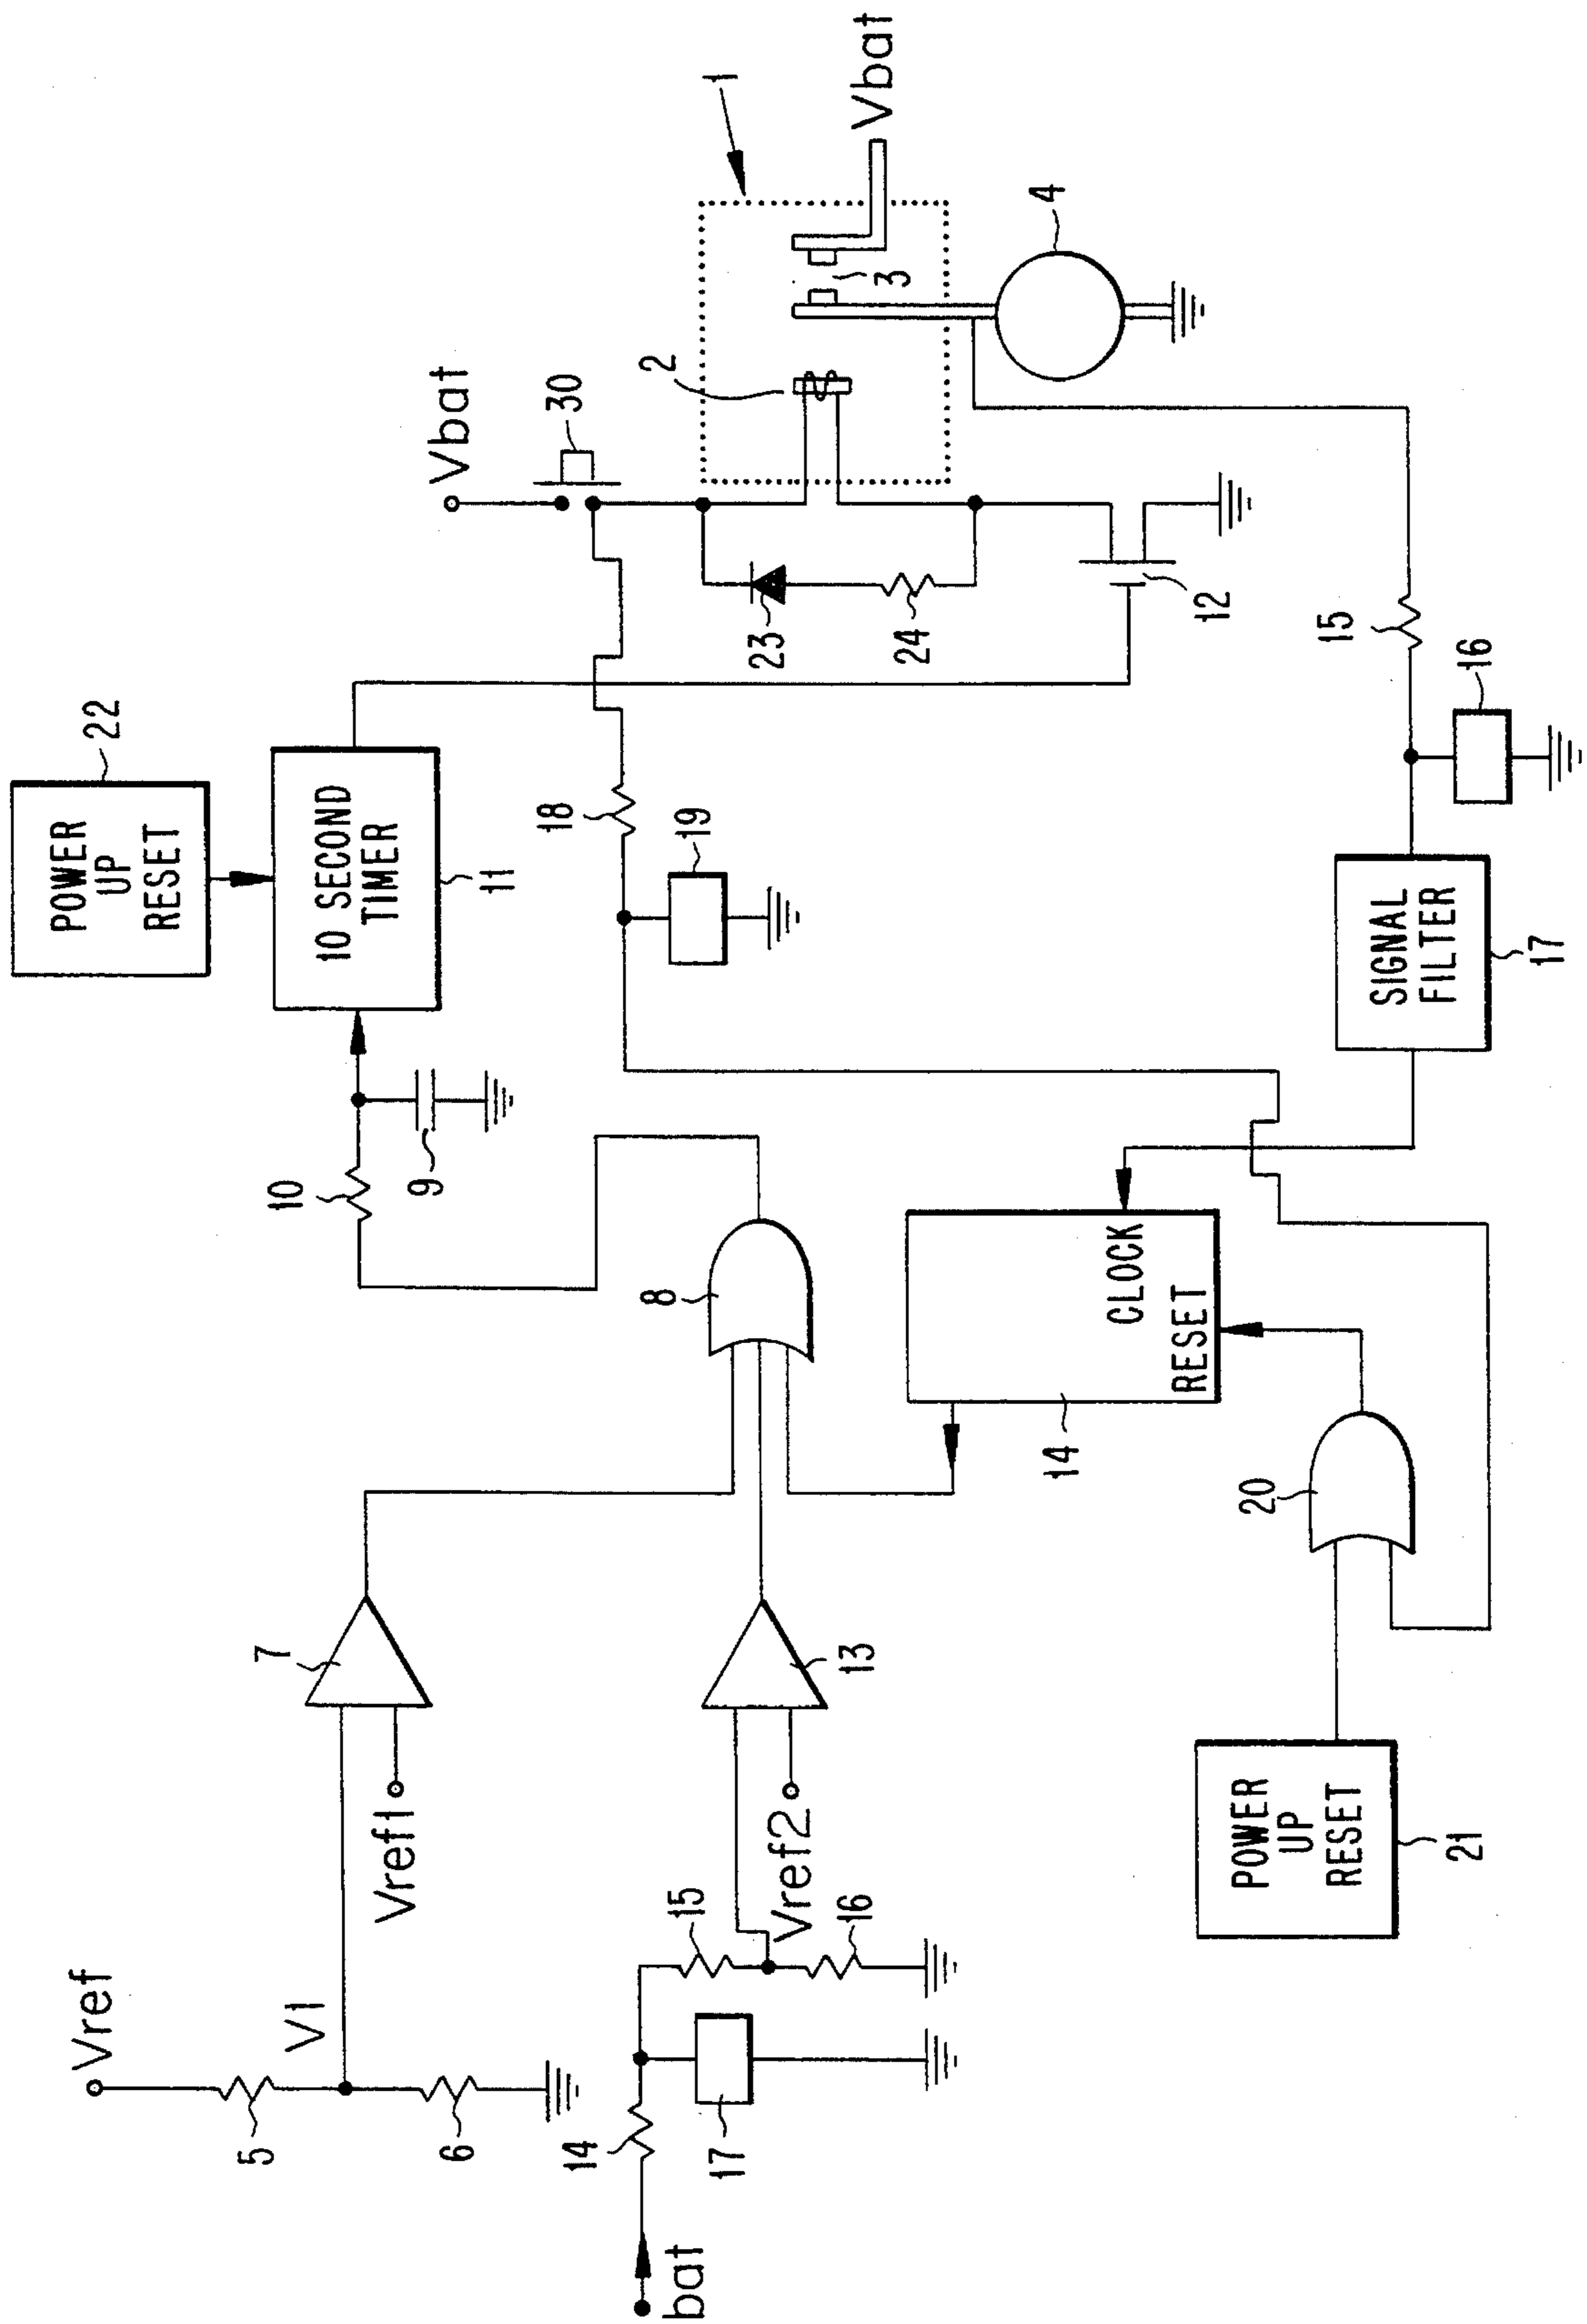 Vref
5
V1
6
Vref1
7
bat
14
17
15
16
Vref2
13
8
10
9
POWER
UP
RESET
22
10 SECOND
TIMER
11
18
19
Vbat
30
23
24
12
2
1
3
Vbat
4
15
16
SIGNAL
FILTER
17
CLOCK
RESET
14
20
POWER
UP
RESET
21